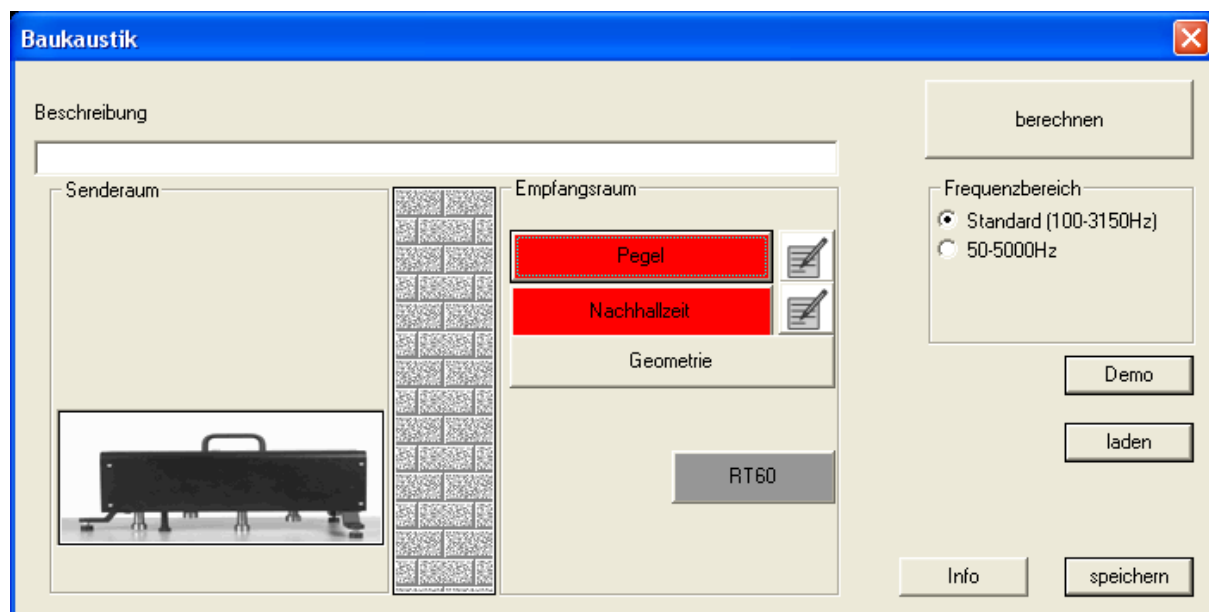 Baukaustik
Beschreibung
berechnen
Senderaum
Empfangsraum
Pegel
Nachhallzeit
Geometrie
RT60
Frequenzbereich
Standard (100-3150Hz)
50-5000Hz
Demo
laden
Info
speichern